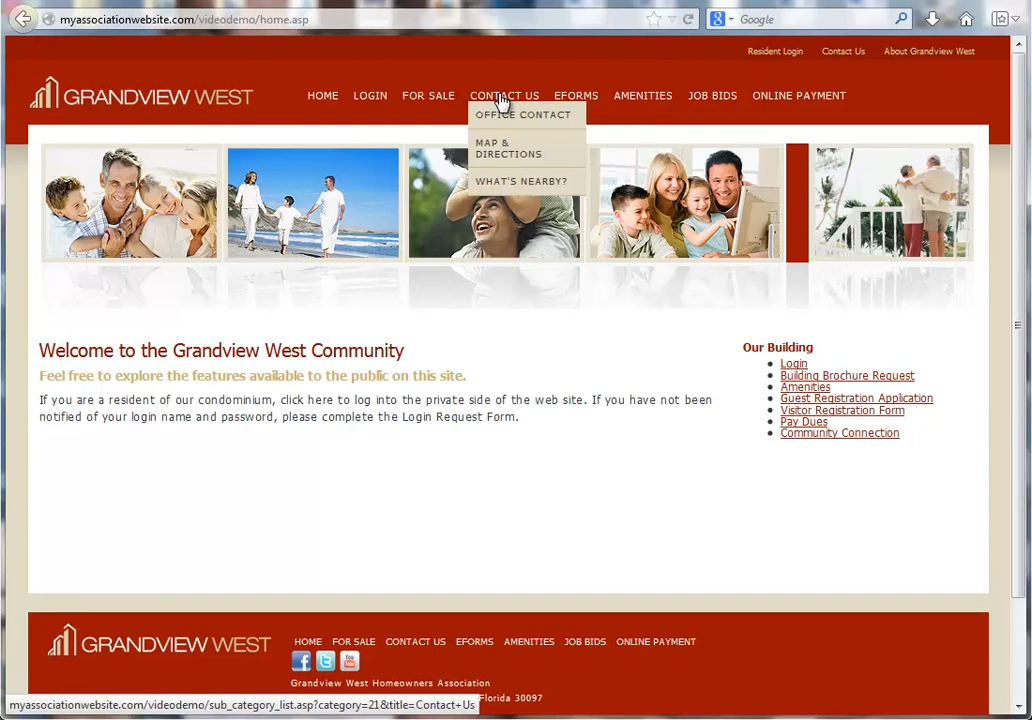 myassociationwebsite.com/videodemo/home.asp
Google
Resident Login Contact Us About Grandview West
GRANDVIEW WEST
HOME LOGIN FOR SALE CONTACT US EFORMS AMENITIES JOB BIDS ONLINE PAYMENT
OFFICE CONTACT
MAP &
DIRECTIONS
WHAT'S NEARBY?
Welcome to the Grandview West Community
Feel free to explore the features available to the public on this site.
If you are a resident of our condominium, click here to log into the private side of the web site. If you have not been
notified of your login name and password, please complete the Login Request Form.
Our Building
Login
Building Brochure Request
Amenities
Guest Registration Application
Visitor Registration Form
Pay Dues
Community Connection
GRANDVIEW WEST
HOME FOR SALE CONTACT US EFORMS AMENITIES JOB BIDS ONLINE PAYMENT
You
Grandview West Homeowners Association
Florida 30097
myassociationwebsite.com/videodemo/sub_category_list.asp?category=21&title=Contact+Us